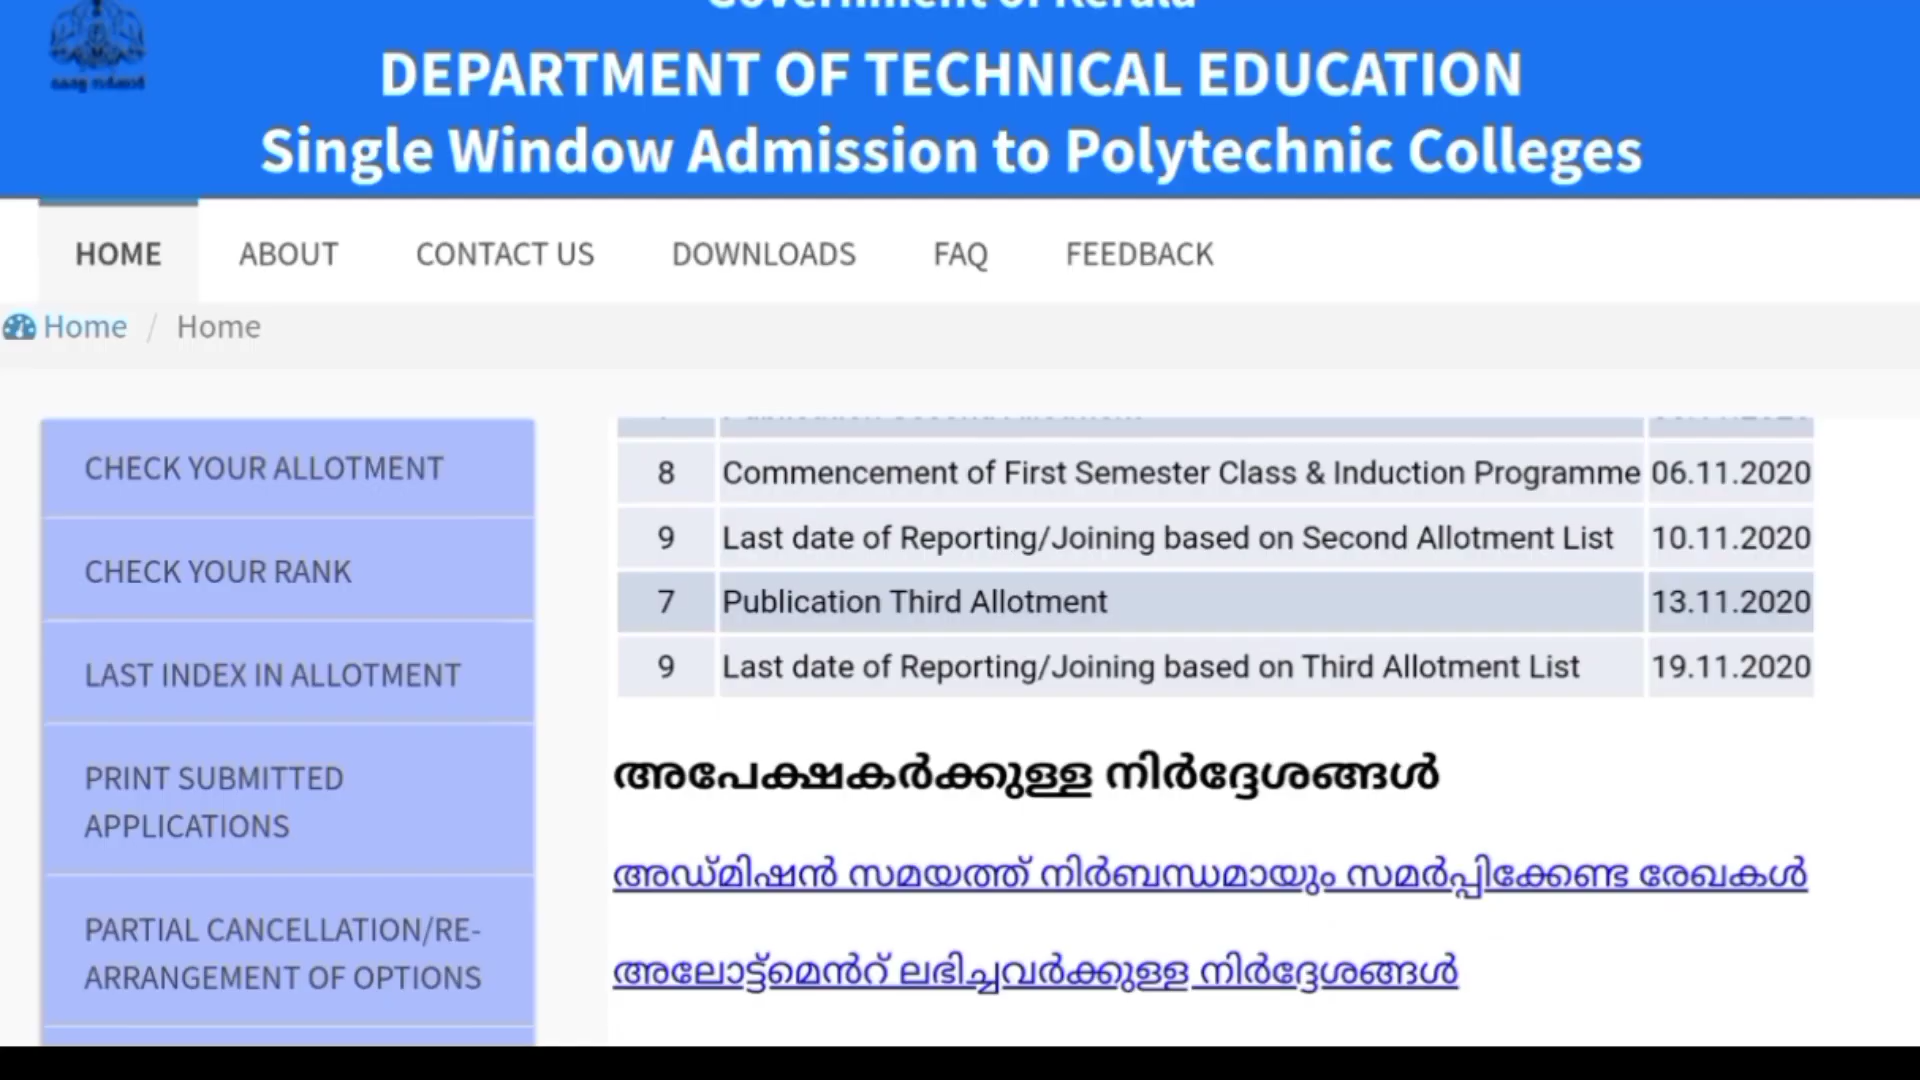 Government of Kerala
DEPARTMENT OF TECHNICAL EDUCATION
Single Window Admission to Polytechnic Colleges
HOME ABOUT CONTACT US DOWNLOADS FAQ FEEDBACK
Home / Home
CHECK YOUR ALLOTMENT
CHECK YOUR RANK
LAST INDEX IN ALLOTMENT
PRINT SUBMITTED
APPLICATIONS
PARTIAL CANCELLATION/RE-
ARRANGEMENT OF OPTIONS
8 Commencement of First Semester Class & Induction Programme 06.11.2020
9 Last date of Reporting/Joining based on Second Allotment List 10.11.2020
7 Publication Third Allotment 13.11.2020
9 Last date of Reporting/Joining based on Third Allotment List 19.11.2020
അപേക്ഷകർക്കുള്ള നിർദ്ദേശങ്ങൾ
അഡ്മിഷൻ സമയത്ത് നിർബന്ധമായും സമർപ്പിക്കേണ്ട രേഖകൾ
അലോട്ട്മെൻറ് ലഭിച്ചവർക്കുള്ള നിർദ്ദേശങ്ങൾ